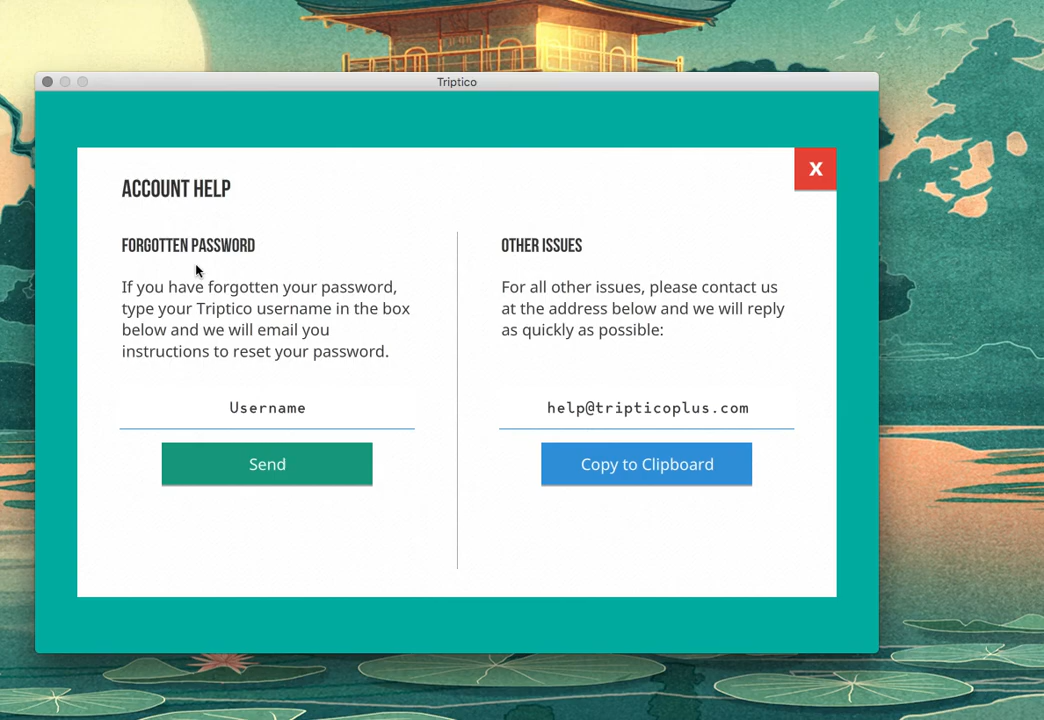 Triptico
X
ACCOUNT HELP
FORGOTTEN PASSWORD
If you have forgotten your password,
type your Triptico username in the box
below and we will email you
instructions to reset your password.
Username
Send
OTHER ISSUES
For all other issues, please contact us
at the address below and we will reply
as quickly as possible:
help@tripticoplus.com
Copy to Clipboard